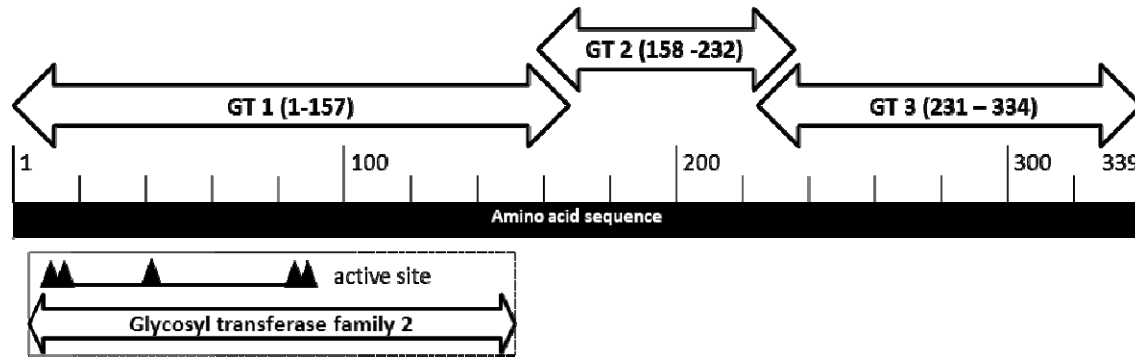 GT 2 (158 -232)
GT 1 (1-157)
GT 3 (231 – 334)
1 100 200 300 339
Amino acid sequence
active site
Glycosyl transferase family 2